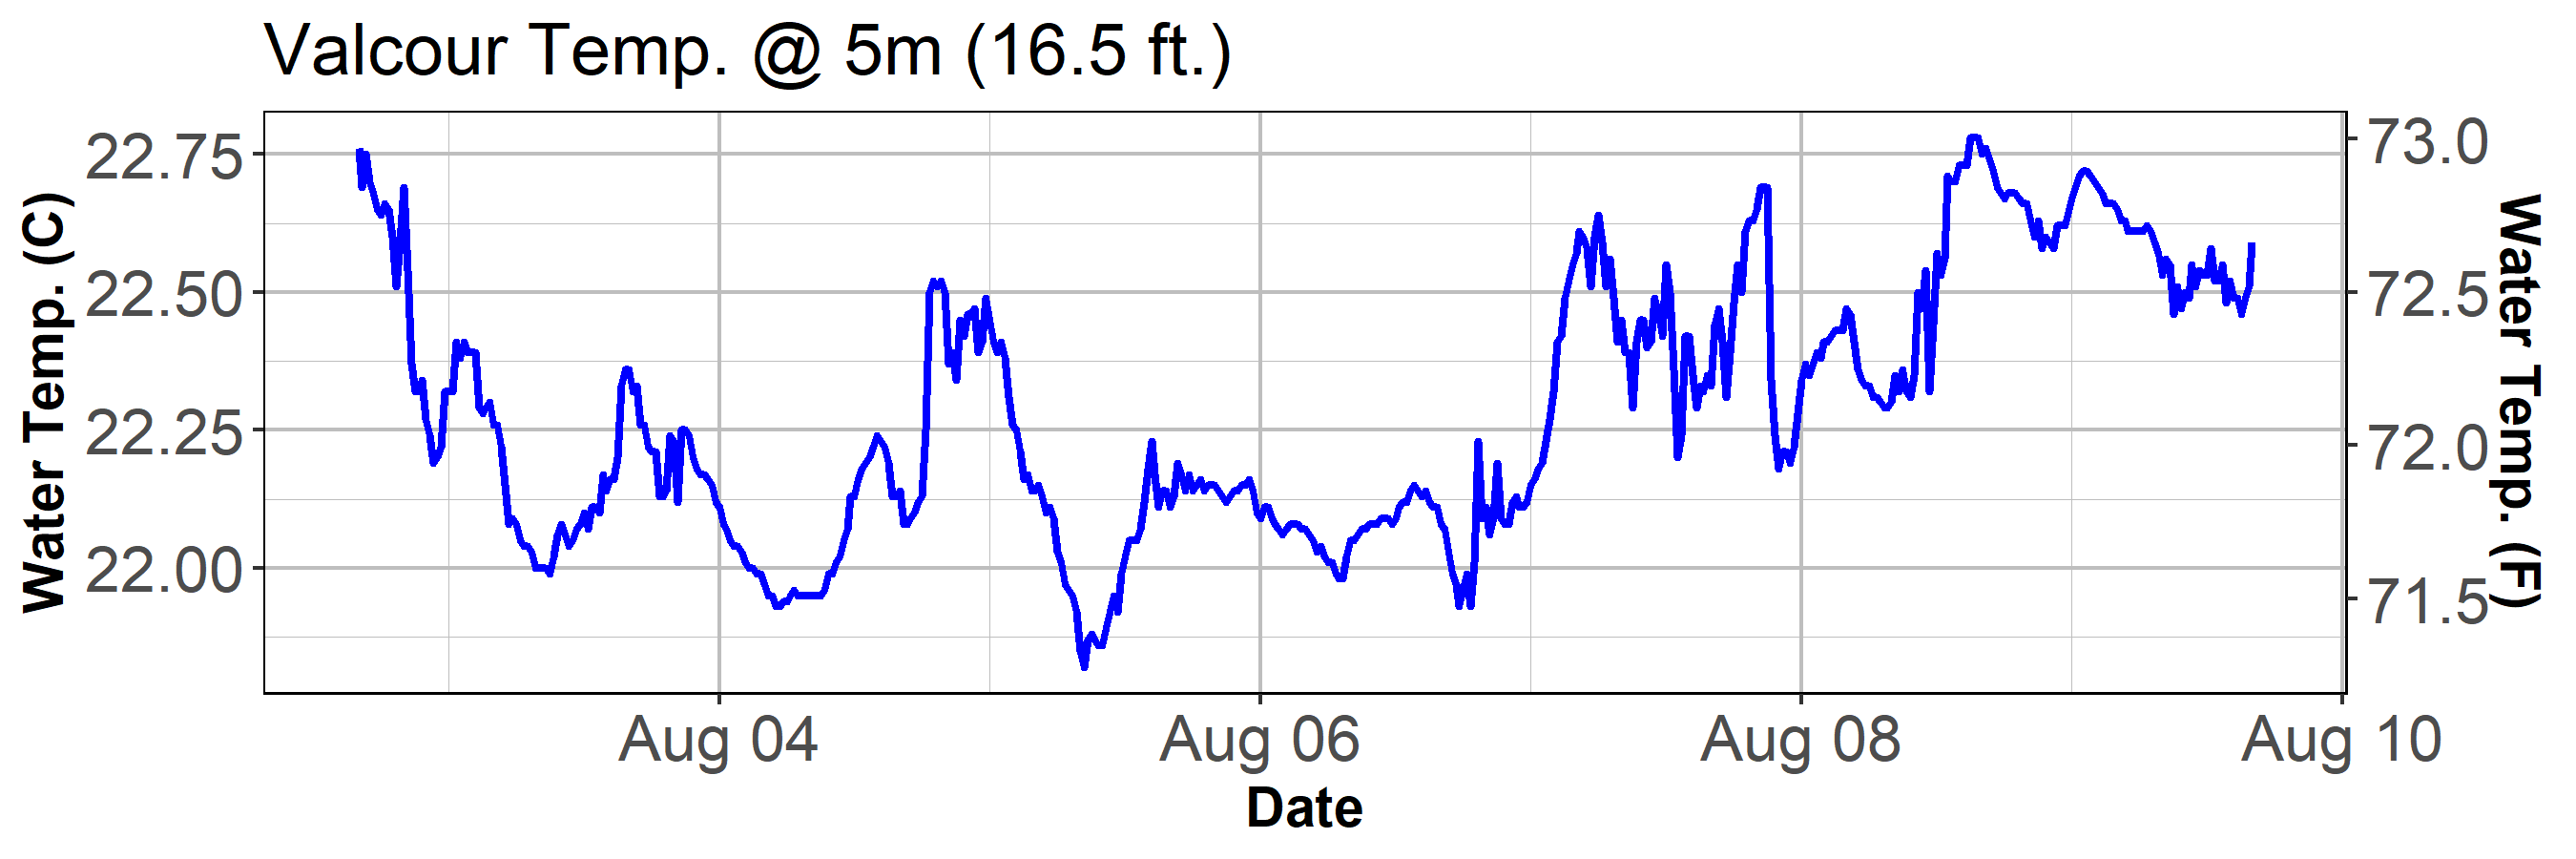 Valcour Temp. @ 5m (16.5 ft.)
Water Temp. (C)
22.75
22.50
22.25
22.00
73.0
72.5
72.0
71.5
Water Temp. (F)
Aug 04 Aug 06 Aug 08 Aug 10
Date